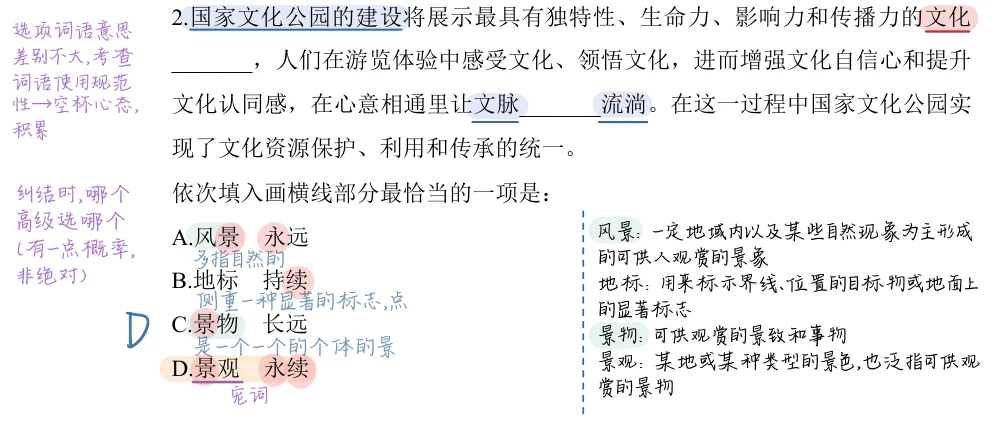 选项词语意思
差别不大,考查
词语使用规范
性→空杯心态,
积累
2.国家文化公园的建设将展示最具有独特性、生命力、影响力和传播力的文化
_______，人们在游览体验中感受文化、领悟文化，进而增强文化自信心和提升
文化认同感，在心意相通里让文脉_______流淌。在这一过程中国家文化公园实
现了文化资源保护、利用和传承的统一。
纠结时,哪个
高级选哪个
(有一点概率,
非绝对)
依次填入画横线部分最恰当的一项是：
A.风景 永远
多指自然的
B.地标 持续
侧重一种显著的标志,点
C.景物 长远
是一个一个的个体的景
D
D.景观 永续
宠词
风景：一定地域内以及某些自然现象为主形成
的可供人观赏的景象
地标：用来标示界线、位置的目标物或地面上
的显著标志
景物：可供观赏的景致和事物
景观：某地或某种类型的景色,也泛指可供观
赏的景物